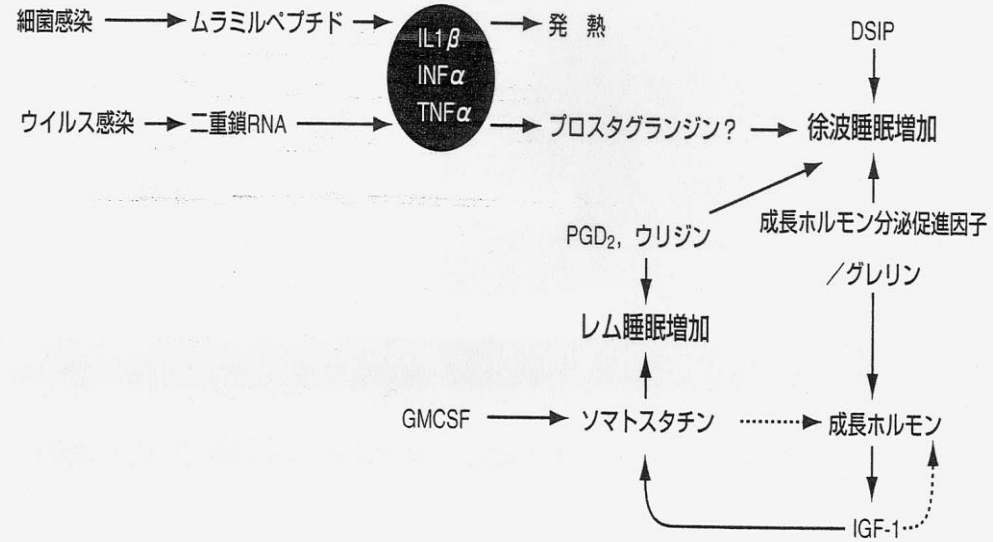 細菌感染 ムラミルペプチド 発 熱 DSIP
IL1β
INFα
TNFα
ウイルス感染 二重鎖RNA プロスタグランジン? 徐波睡眠増加
PGD2, ウリジン 成長ホルモン分泌促進因子
/グレリン
レム睡眠増加
GMCSF ソマトスタチン 成長ホルモン
IGF-1